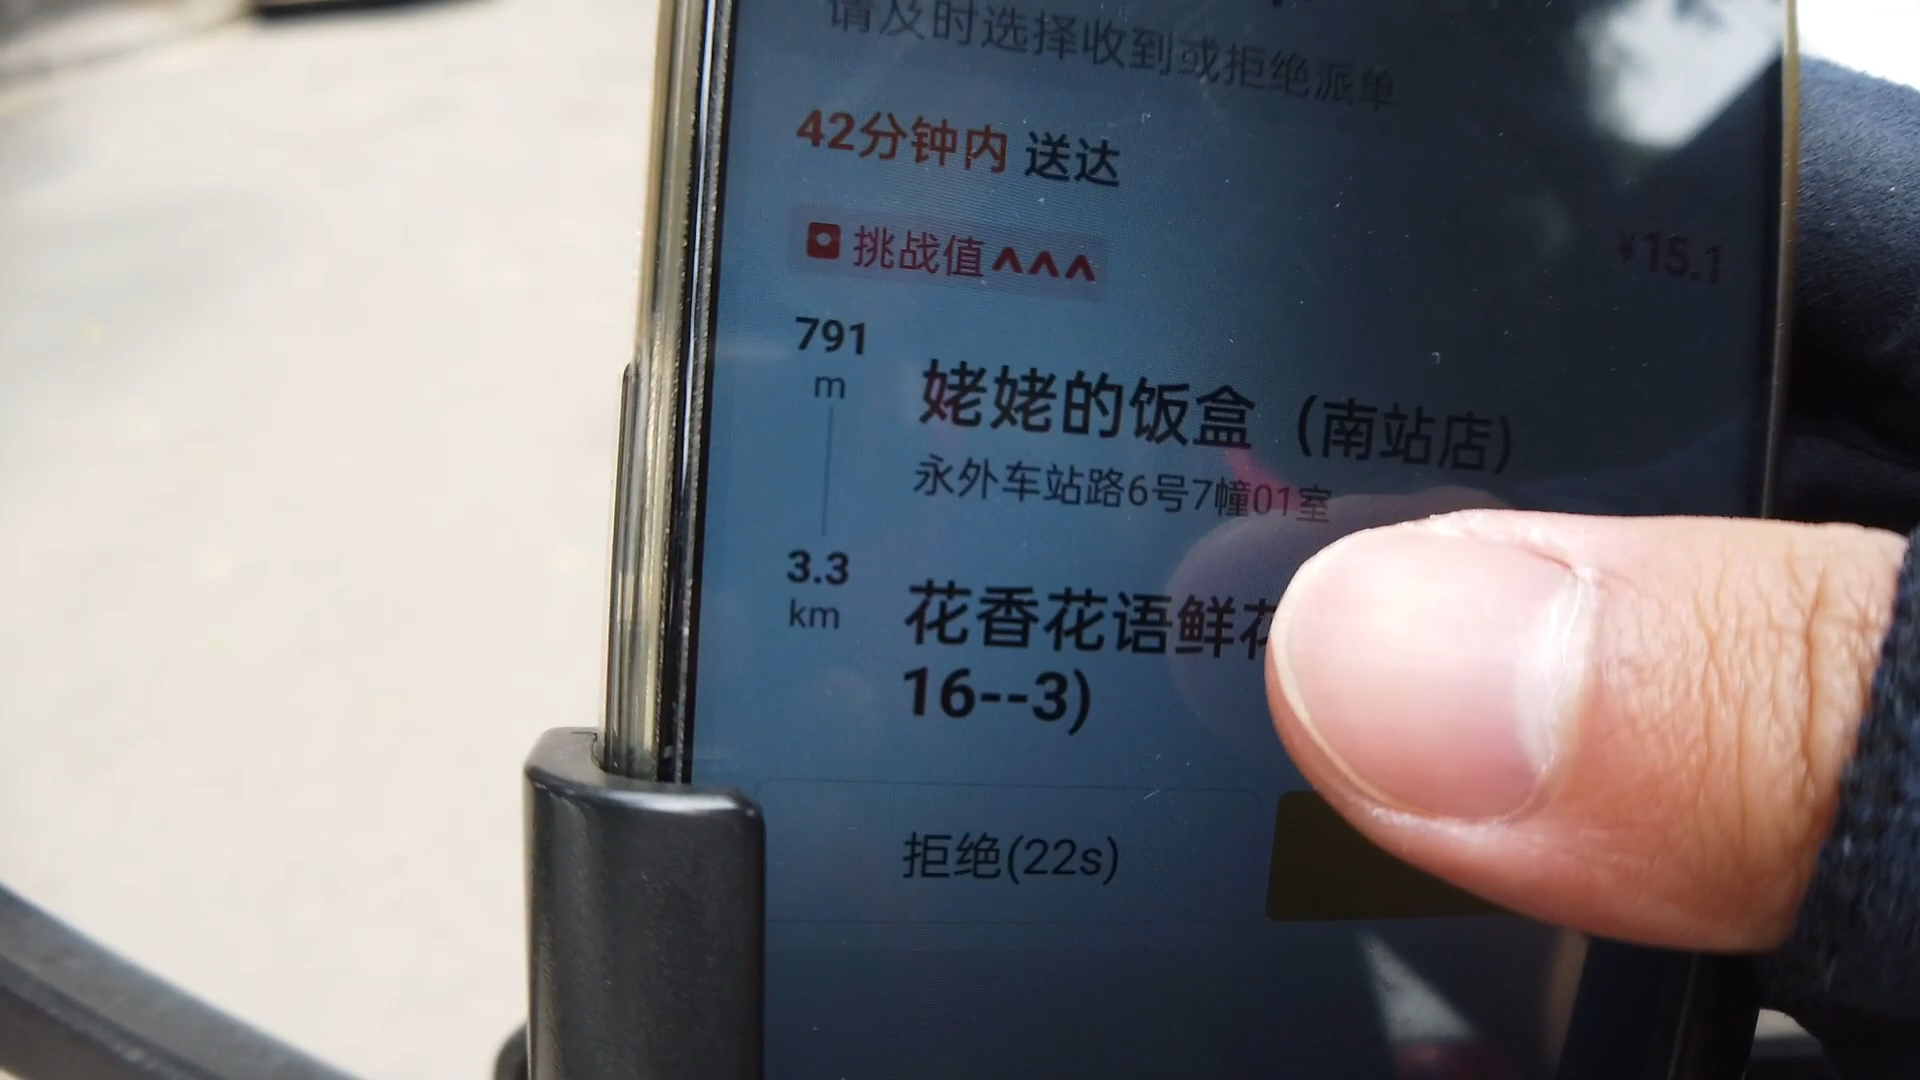 请及时选择收到或拒绝派单
42分钟内 送达
挑战值^^^
¥15.1
791
m
姥姥的饭盒（南站店）
永外车站路6号7幢01室
3.3
km
花香花语鲜花
16--3)
拒绝(22s)